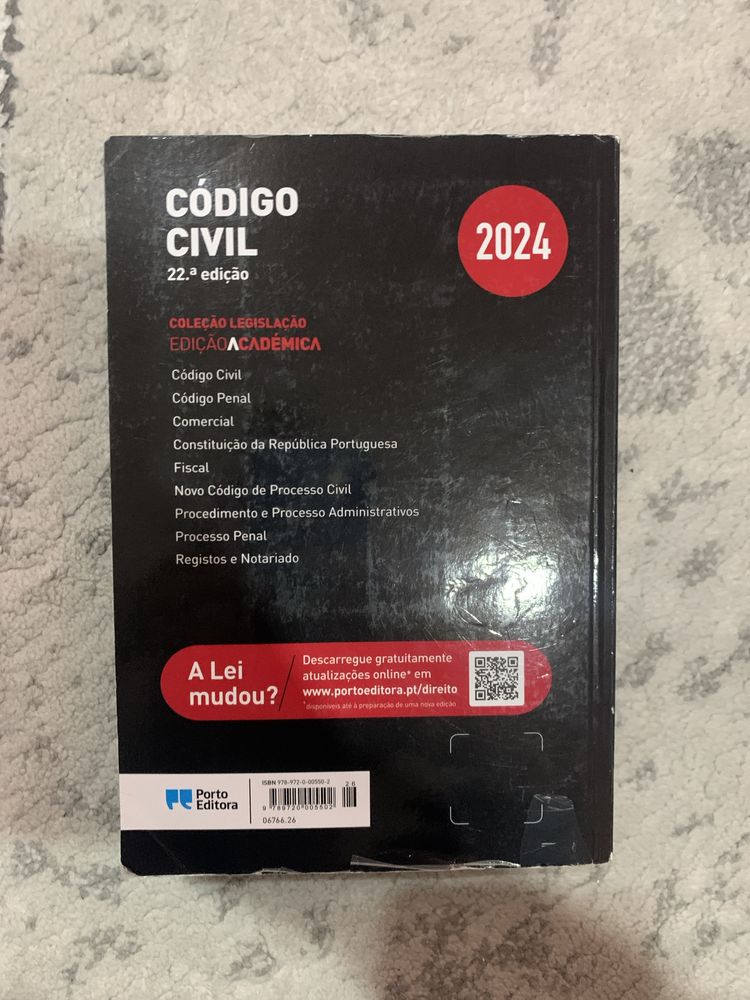 CÓDIGO
CIVIL
22.ª edição
2024
COLEÇÃO LEGISLAÇÃO
EDIÇÃOACADÉMICA
Código Civil
Código Penal
Comercial
Constituição da República Portuguesa
Fiscal
Novo Código de Processo Civil
Procedimento e Processo Administrativos
Processo Penal
Registos e Notariado
A Lei
mudou?
Descarregue gratuitamente
atualizações online* em
www.portoeditora.pt/direito
*disponíveis até à preparação de uma nova edição
Porto
Editora
ISBN 978-972-0-00550-2
26
9 789720 005502
06766.26